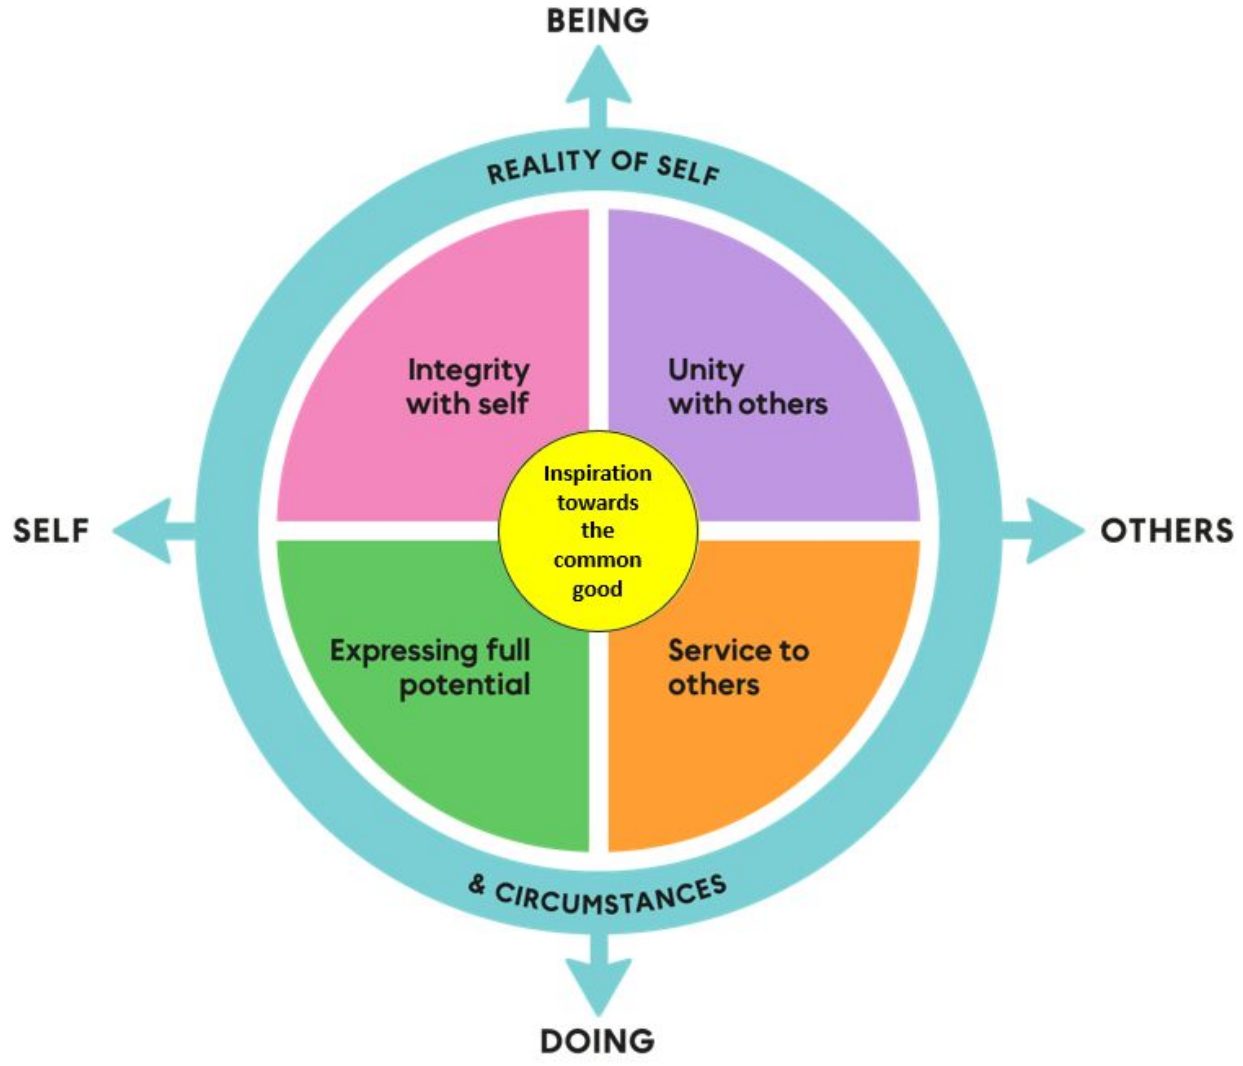 BEING
REALITY OF SELF
Integrity
with self
Unity
with others
Inspiration
towards
the
common
good
SELF
OTHERS
Expressing full
potential
Service to
others
& CIRCUMSTANCES
DOING